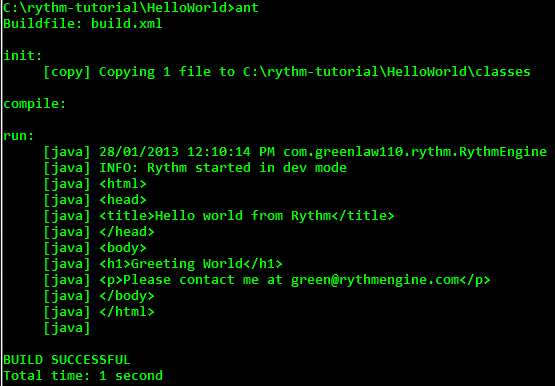 C:\rythm-tutorial\HelloWorld>ant
Buildfile: build.xml
init:
[copy] Copying 1 file to C:\rythm-tutorial\HelloWorld\classes
compile:
run:
[java] 28/01/2013 12:10:14 PM com.greenlaw110.rythm.RythmEngine
[java] INFO: Rythm started in dev mode
[java] <html>
[java] <head>
[java] <title>Hello world from Rythm</title>
[java] </head>
[java] <body>
[java] <h1>Greeting World</h1>
[java] <p>Please contact me at green@rythmengine.com</p>
[java] </body>
[java] </html>
[java]
BUILD SUCCESSFUL
Total time: 1 second